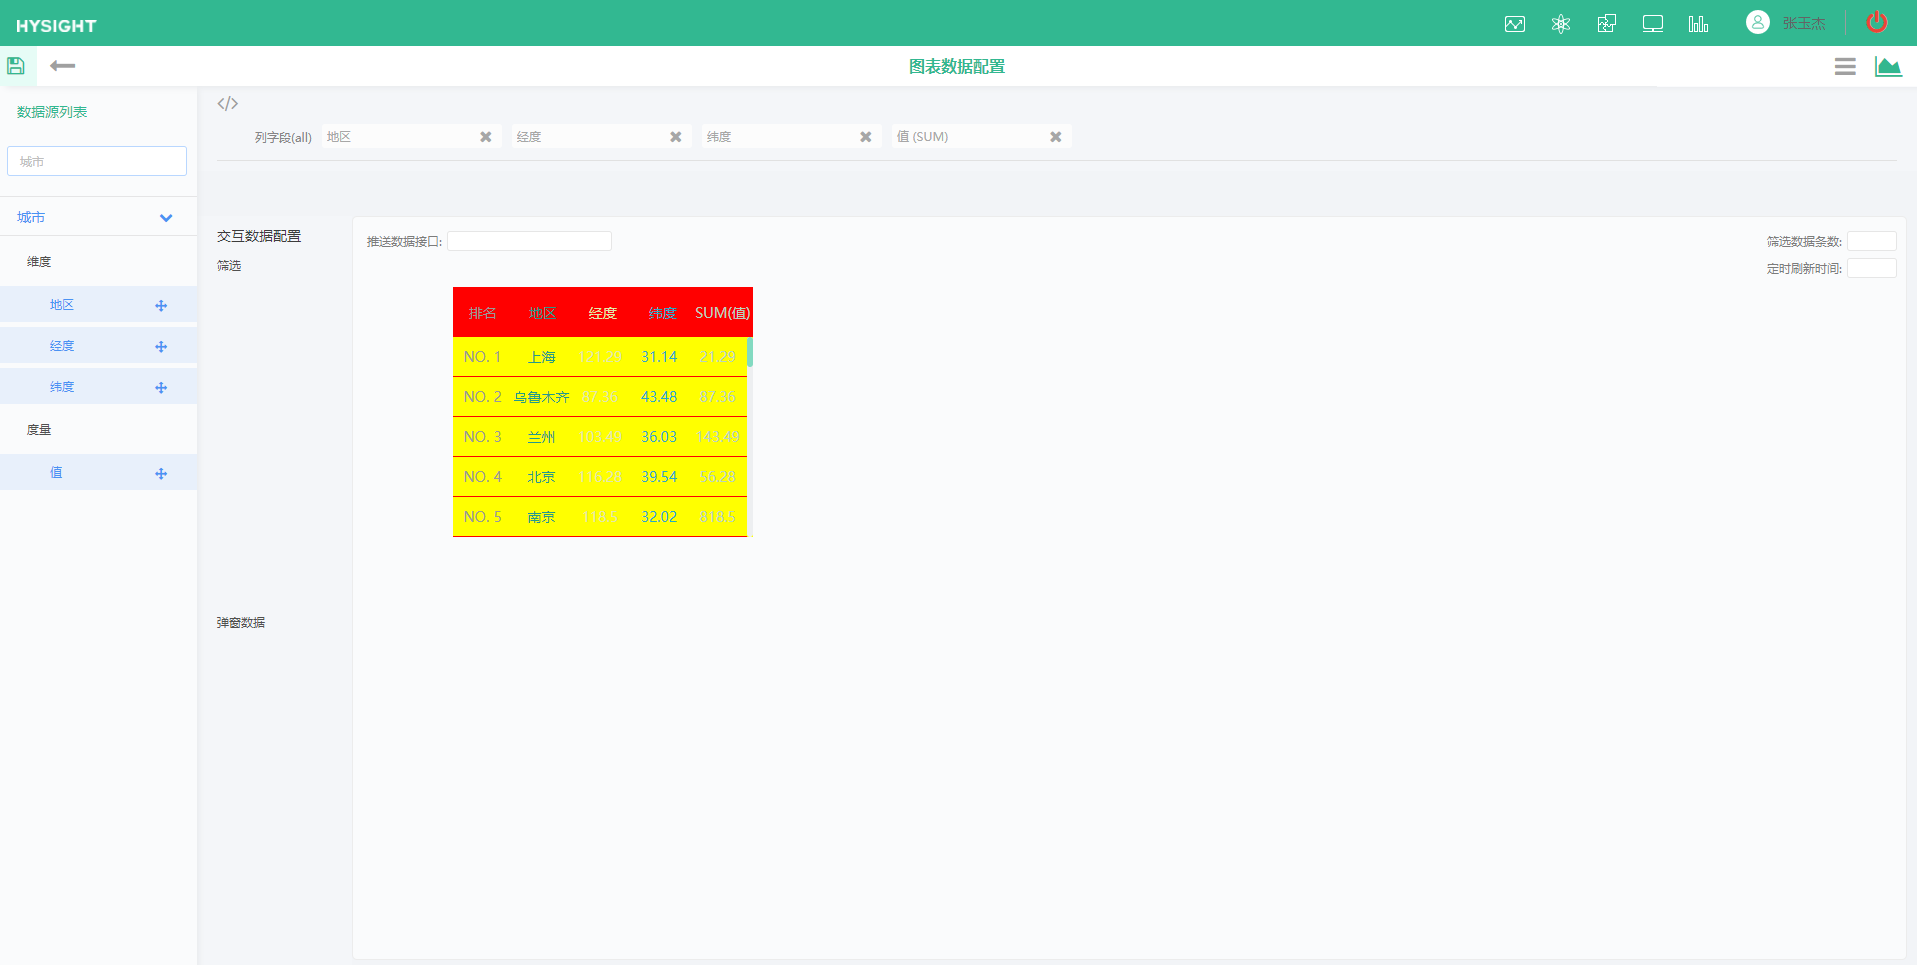 HYSIGHT
张玉杰
图表数据配置
数据源列表
城市
城市
维度
地区
经度
纬度
度量
值
列字段(all) 地区 经度 纬度 值 (SUM)
交互数据配置
筛选
弹窗数据
推送数据接口:
筛选数据条数:
定时刷新时间:
排名 地区 经度 纬度 SUM(值)
NO. 1 上海 121.29 31.14 21.29
NO. 2 乌鲁木齐 87.36 43.48 87.36
NO. 3 兰州 103.49 36.03 143.49
NO. 4 北京 116.28 39.54 56.28
NO. 5 南京 118.5 32.02 818.5